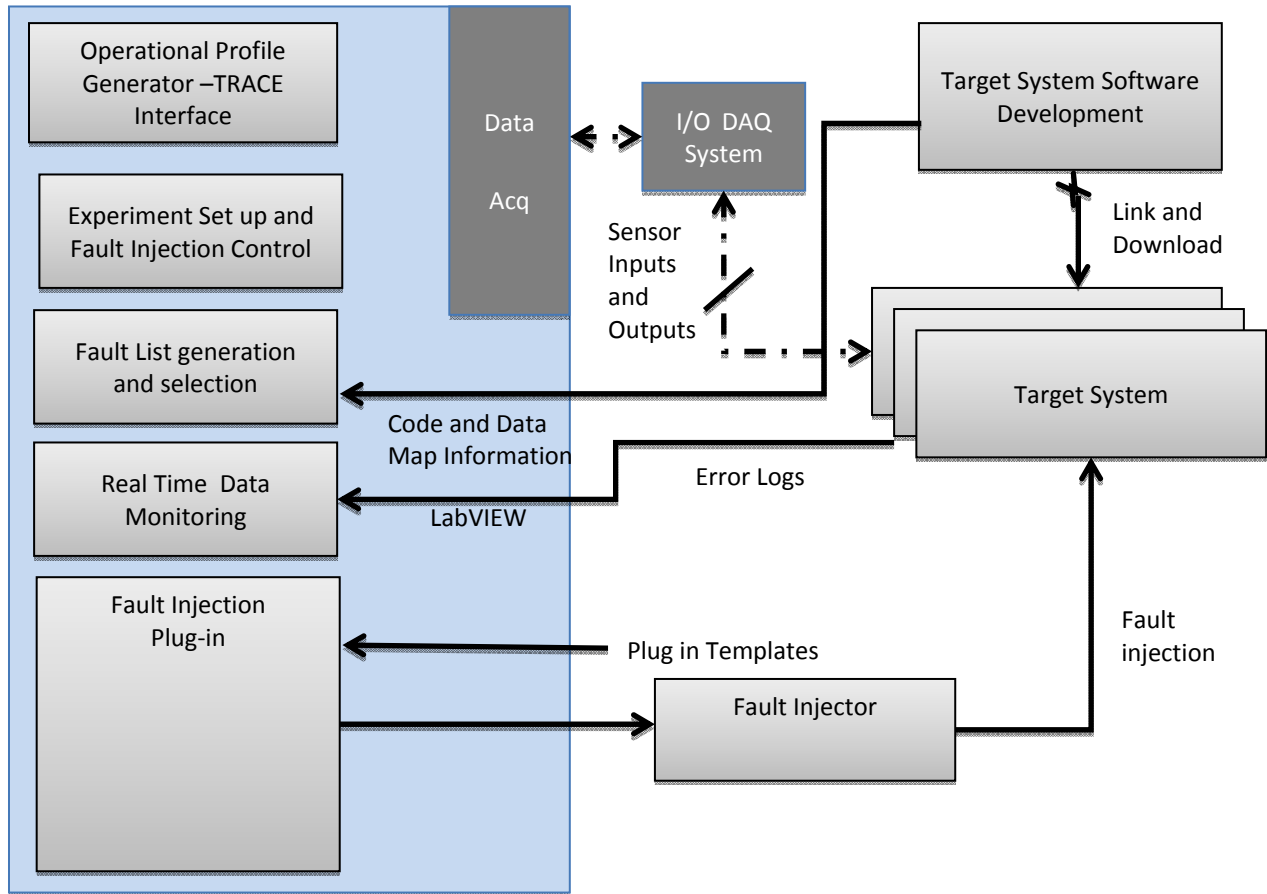 Operational Profile
Generator –TRACE
Interface
Experiment Set up and
Fault Injection Control
Fault List generation
and selection
Real Time  Data
Monitoring
Fault Injection
Plug-in
Data
Acq
I/O  DAQ
System
Sensor
Inputs
and
Outputs
Target System Software
Development
Link and
Download
Target System
Code and Data
Map Information
Error Logs
LabVIEW
Plug in Templates
Fault Injector
Fault
injection